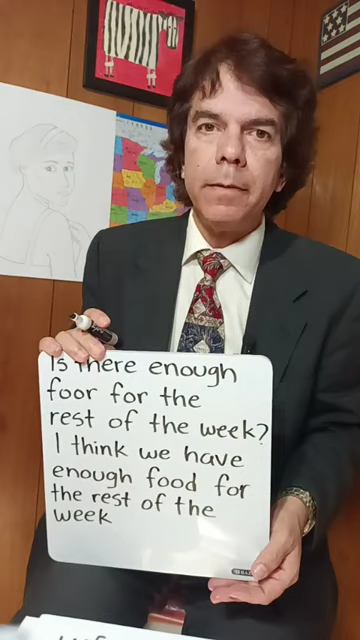 Is there enough
foor for the
rest of the week?
I think we have
enough food for
the rest of the
week